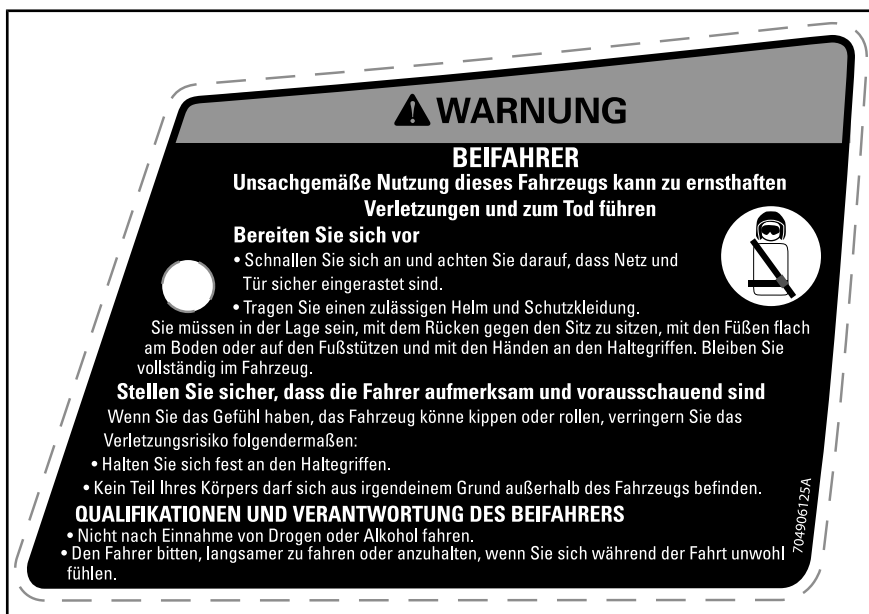 WARNUNG
BEIFAHRER
Unsachgemäße Nutzung dieses Fahrzeugs kann zu ernsthaften
Verletzungen und zum Tod führen
Bereiten Sie sich vor
• Schnallen Sie sich an und achten Sie darauf, dass Netz und
Tür sicher eingerastet sind.
• Tragen Sie einen zulässigen Helm und Schutzkleidung.
Sie müssen in der Lage sein, mit dem Rücken gegen den Sitz zu sitzen, mit den Füßen flach
am Boden oder auf den Fußstützen und mit den Händen an den Haltegriffen. Bleiben Sie
vollständig im Fahrzeug.
Stellen Sie sicher, dass die Fahrer aufmerksam und vorausschauend sind
Wenn Sie das Gefühl haben, das Fahrzeug könne kippen oder rollen, verringern Sie das
Verletzungsrisiko folgendermaßen:
• Halten Sie sich fest an den Haltegriffen.
• Kein Teil Ihres Körpers darf sich aus irgendeinem Grund außerhalb des Fahrzeugs befinden.
QUALIFIKATIONEN UND VERANTWORTUNG DES BEIFAHRERS
• Nicht nach Einnahme von Drogen oder Alkohol fahren.
• Den Fahrer bitten, langsamer zu fahren oder anzuhalten, wenn Sie sich während der Fahrt unwohl
fühlen.
704906125A